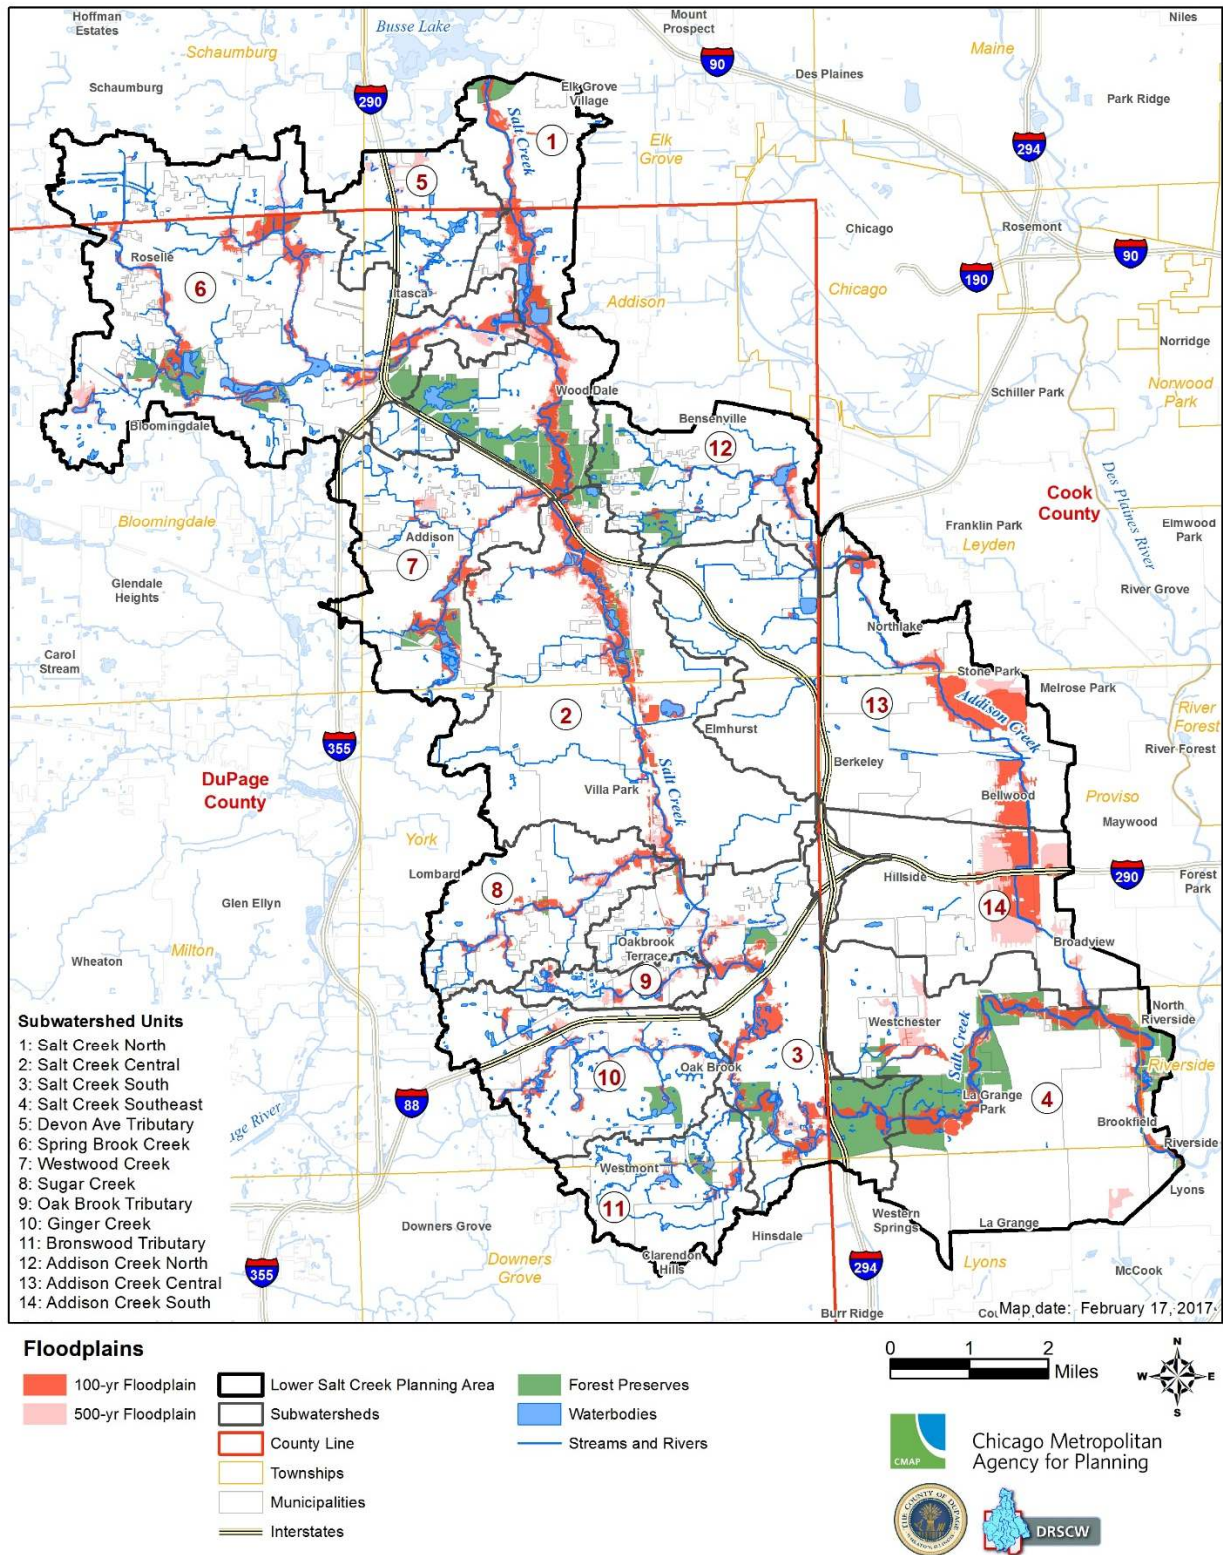 Hoffman
Estates
Busse Lake
Mount
Prospect
Niles
Schaumburg
Maine
90
Des Plaines
Schaumburg
290
Elk Grove
Village
Park Ridge
Salt Creek
1
Elk
Grove
294
5
Chicago
Rosemont
90
Roselle
6
Itasca
Addison
Chicago
190
Norridge
Wood Dale
Schiller Park
Norwood
Park
Bloomingdale
Bensenville
12
Des Plaines River
Cook
County
Bloomingdale
Addison
Franklin Park
Leyden
Elmwood
Park
7
Glendale
Heights
River Grove
Northlake
Carol
Stream
Stone Park
Melrose Park
2
13
Addison Creek
River
Forest
355
Elmhurst
River Forest
Salt Creek
Berkeley
DuPage
County
Villa Park
Bellwood
Proviso
Maywood
York
Lombard
8
Hillside
290
Forest
Park
Glen Ellyn
14
Milton
Oakbrook
Terrace
Broadview
Wheaton
9
North
Riverside
Westchester
Salt Creek
3
Riverside
Oak Brook
10
88
La Grange
Park
4
Brookfield
Riverside
Westmont
Lyons
11
Western
Springs
La Grange
Downers Grove
Hinsdale
Downers
Grove
Clarendon
Hills
355
294
Lyons
McCook
Burr Ridge
Subwatershed Units
1: Salt Creek North
2: Salt Creek Central
3: Salt Creek South
4: Salt Creek Southeast
5: Devon Ave Tributary
6: Spring Brook Creek
7: Westwood Creek
8: Sugar Creek
9: Oak Brook Tributary
10: Ginger Creek
11: Bronswood Tributary
12: Addison Creek North
13: Addison Creek Central
14: Addison Creek South
Map date: February 17, 2017
Floodplains
100-yr Floodplain
500-yr Floodplain
Lower Salt Creek Planning Area
Subwatersheds
County Line
Townships
Municipalities
Interstates
Forest Preserves
Waterbodies
Streams and Rivers
0 1 2
Miles
N
W E
S
CMAP
Chicago Metropolitan
Agency for Planning
THE COUNTY OF DUPAGE
DRSCW